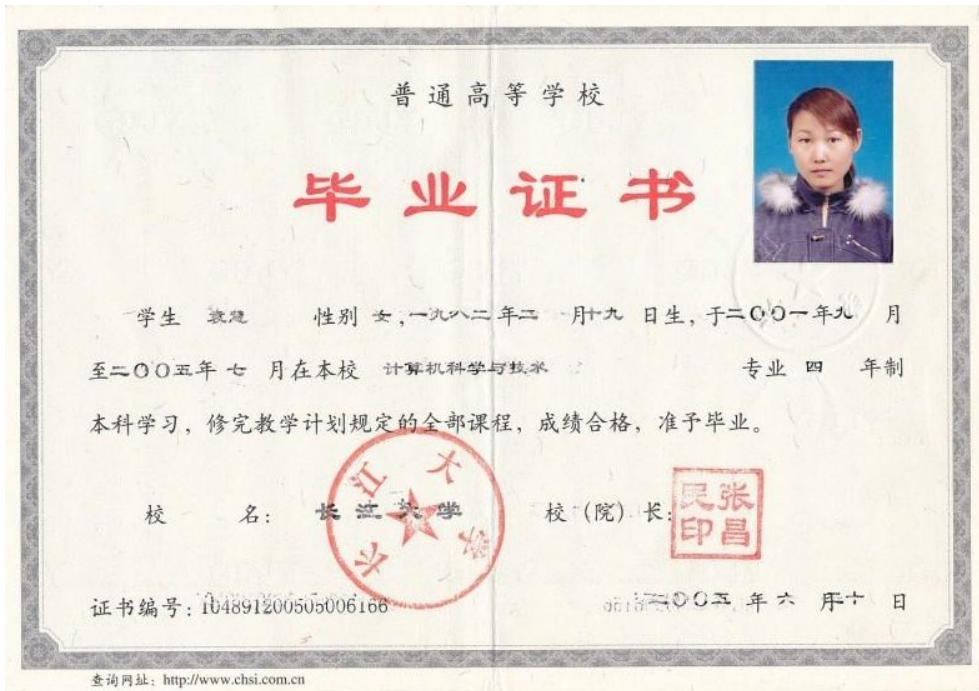 普通高等学校
毕业证书
学生 袁慧 性别 女,一九八二年二月十九日生,于二〇〇一年九月
至二〇〇五年七月在本校 计算机科学与技术 专业 四 年制
本科学习,修完教学计划规定的全部课程,成绩合格,准予毕业。
校 名: 长江大学 校(院)长:
长江大学
张昌民印
证书编号:104891200505006166 二〇〇五年六月三十日
查询网址:http://www.chsi.com.cn